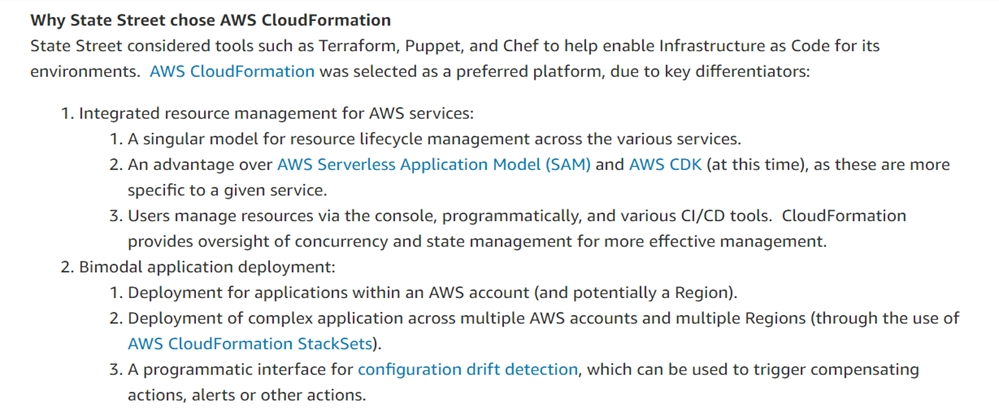 Why State Street chose AWS CloudFormation
State Street considered tools such as Terraform, Puppet, and Chef to help enable Infrastructure as Code for its
environments. AWS CloudFormation was selected as a preferred platform, due to key differentiators:
1. Integrated resource management for AWS services:
1. A singular model for resource lifecycle management across the various services.
2. An advantage over AWS Serverless Application Model (SAM) and AWS CDK (at this time), as these are more
specific to a given service.
3. Users manage resources via the console, programmatically, and various CI/CD tools. CloudFormation
provides oversight of concurrency and state management for more effective management.
2. Bimodal application deployment:
1. Deployment for applications within an AWS account (and potentially a Region).
2. Deployment of complex application across multiple AWS accounts and multiple Regions (through the use of
AWS CloudFormation StackSets).
3. A programmatic interface for configuration drift detection, which can be used to trigger compensating
actions, alerts or other actions.